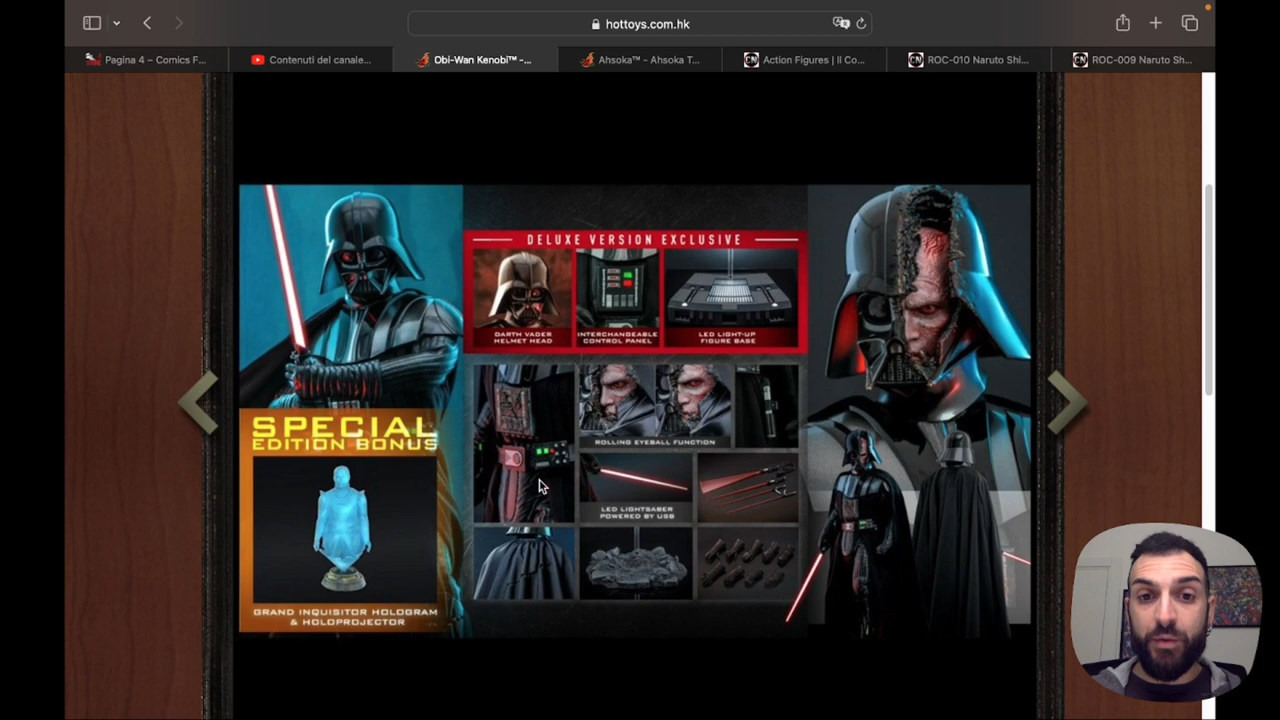 hottoys.com.hk
Pagina 4 – Comics F...
Contenuti del canale...
Obi-Wan Kenobi™ -...
Ahsoka™ - Ahsoka T...
Action Figures | Il Co...
ROC-010 Naruto Shi...
ROC-009 Naruto Sh...
DELUXE VERSION EXCLUSIVE
DARTH VADER
HELMET HEAD
INTERCHANGEABLE
CONTROL PANEL
LED LIGHT-UP
FIGURE BASE
ROLLING EYEBALL FUNCTION
LED LIGHTSABER
POWERED BY USB
SPECIAL
EDITION BONUS
GRAND INQUISITOR HOLOGRAM
& HOLOPROJECTOR